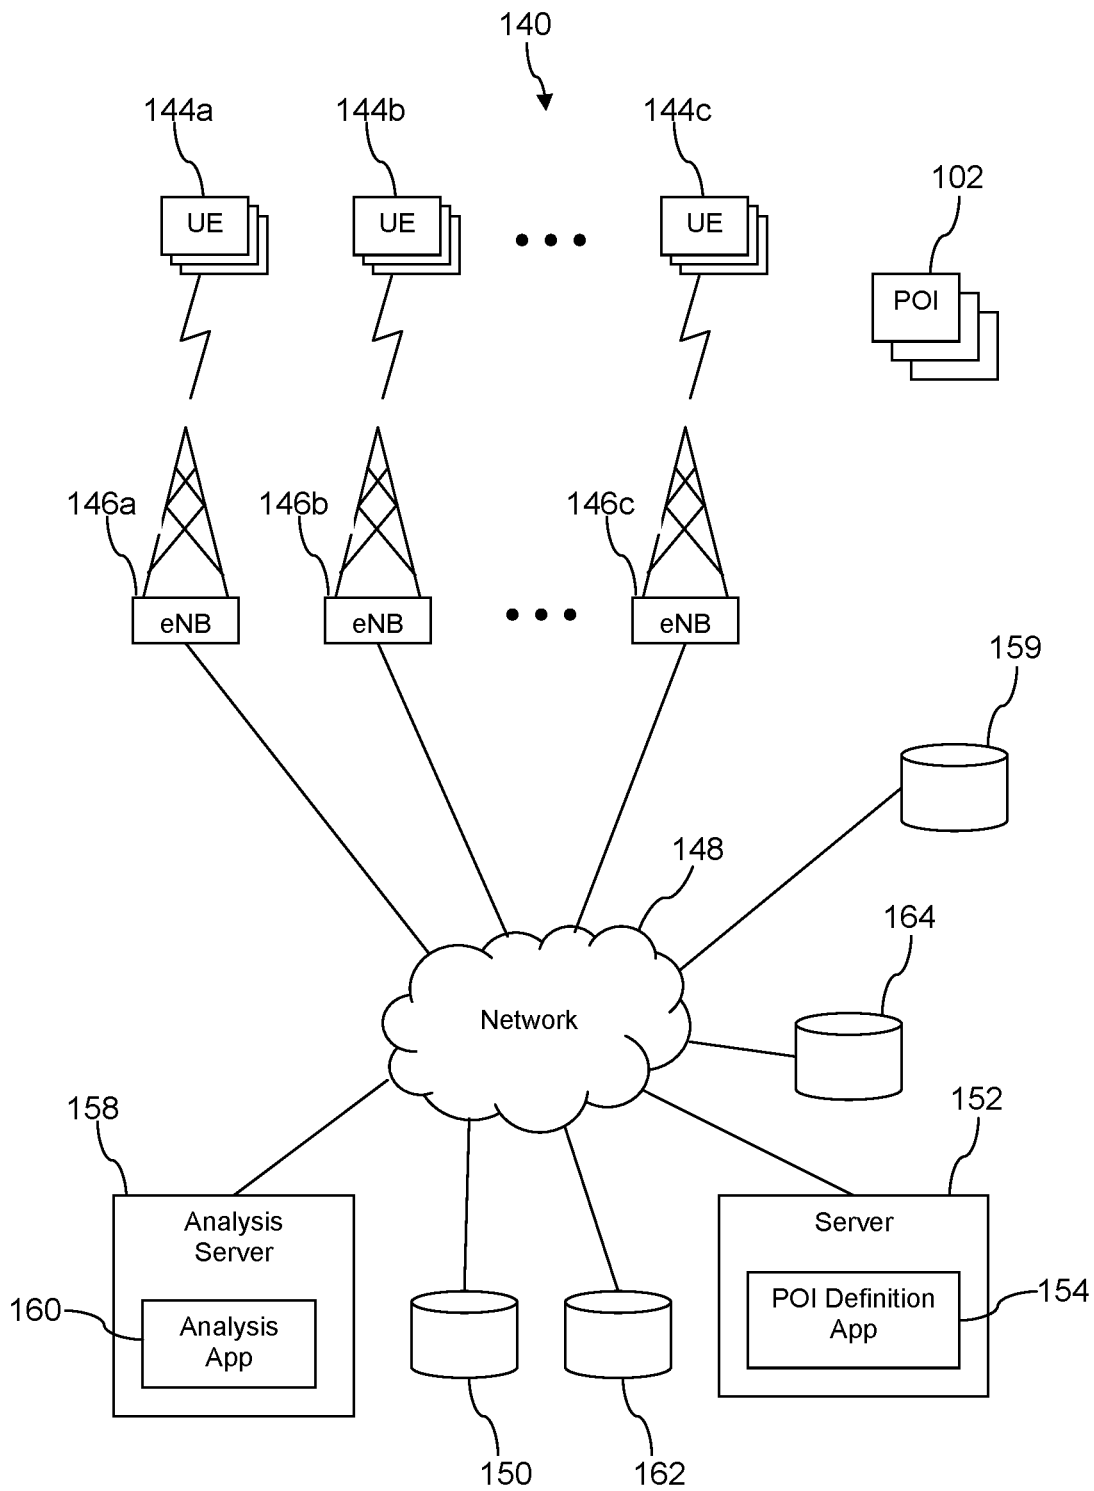 140
144a
144b
144c
102
UE
UE
UE
POI
146a
146b
146c
eNB
eNB
eNB
159
148
164
Network
158
152
Analysis
Server
Server
160
Analysis
App
POI Definition
App
154
150
162